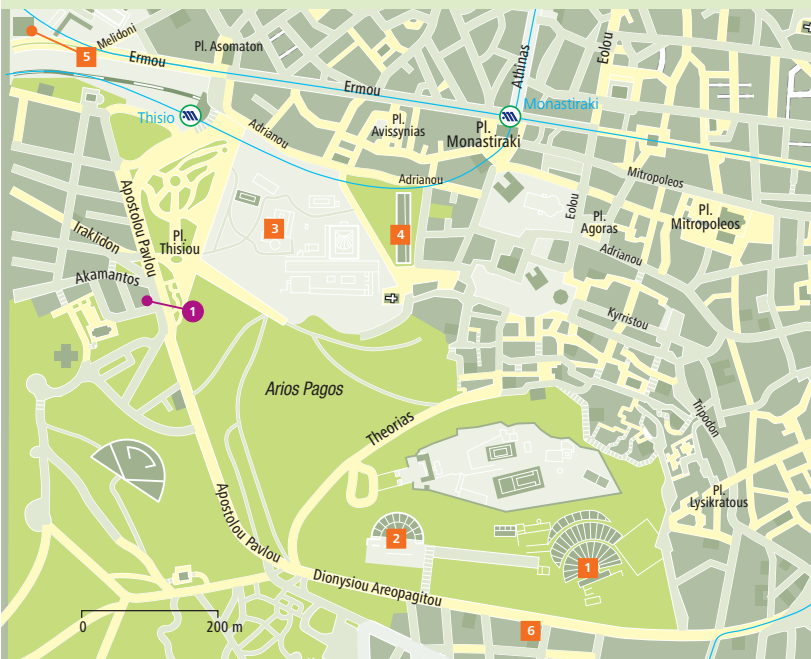 Melidoni
5
Ermou
Pl. Asomaton
Ermou
Athinas
Eolou
Monastiraki
Thisio
Adrianou
Pl.
Avissynias
Pl.
Monastiraki
Adrianou
Mitropoleos
Apostolou Pavlou
Pl.
Thisiou
Iraklidon
Akamantos
1
3
4
Eolou
Pl.
Agoras
Pl.
Mitropoleos
Adrianou
Kyrristou
Arios Pagos
Theorias
Tripodon
Pl.
Lysikratous
Apostolou Pavlou
2
1
Dionysiou Areopagitou
6
0
200 m